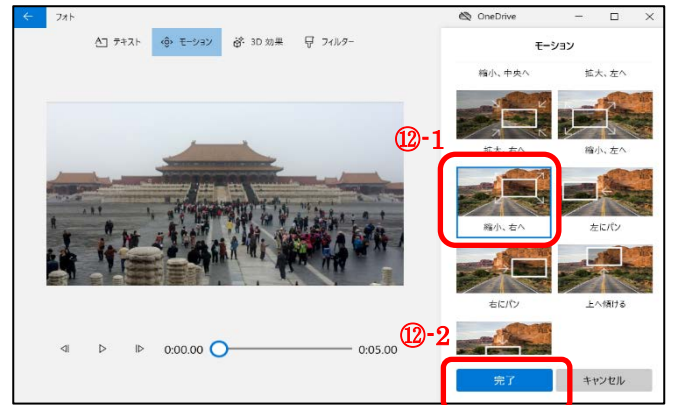 フォト
OneDrive
テキスト
モーション
3D 効果
フィルター
モーション
縮小、中央へ
拡大、左へ
⑫-1
拡大、右へ
縮小、左へ
縮小、右へ
左にパン
右にパン
上へ傾ける
⑫-2
0:00.00
0:05.00
完了
キャンセル